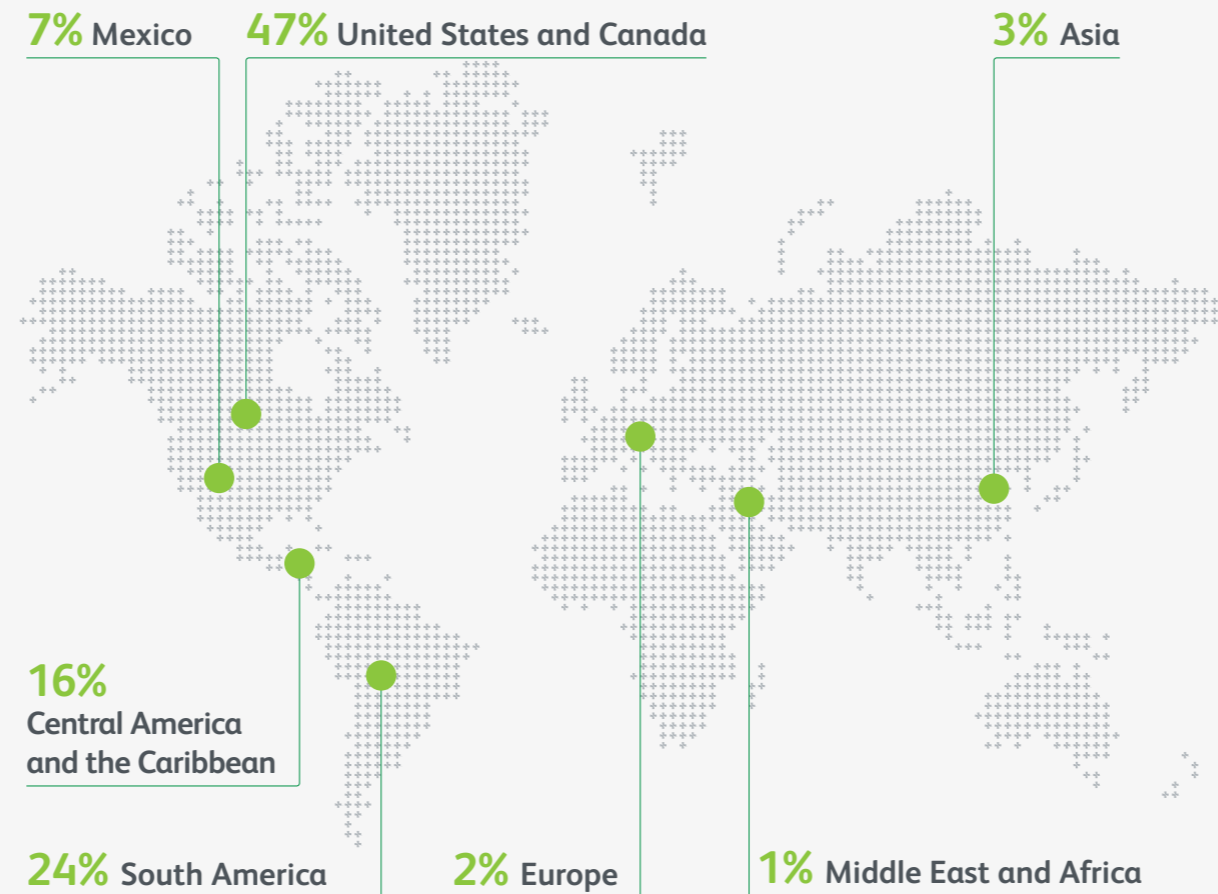 7% Mexico
47% United States and Canada
3% Asia
16%
Central America
and the Caribbean
24% South America
2% Europe
1% Middle East and Africa